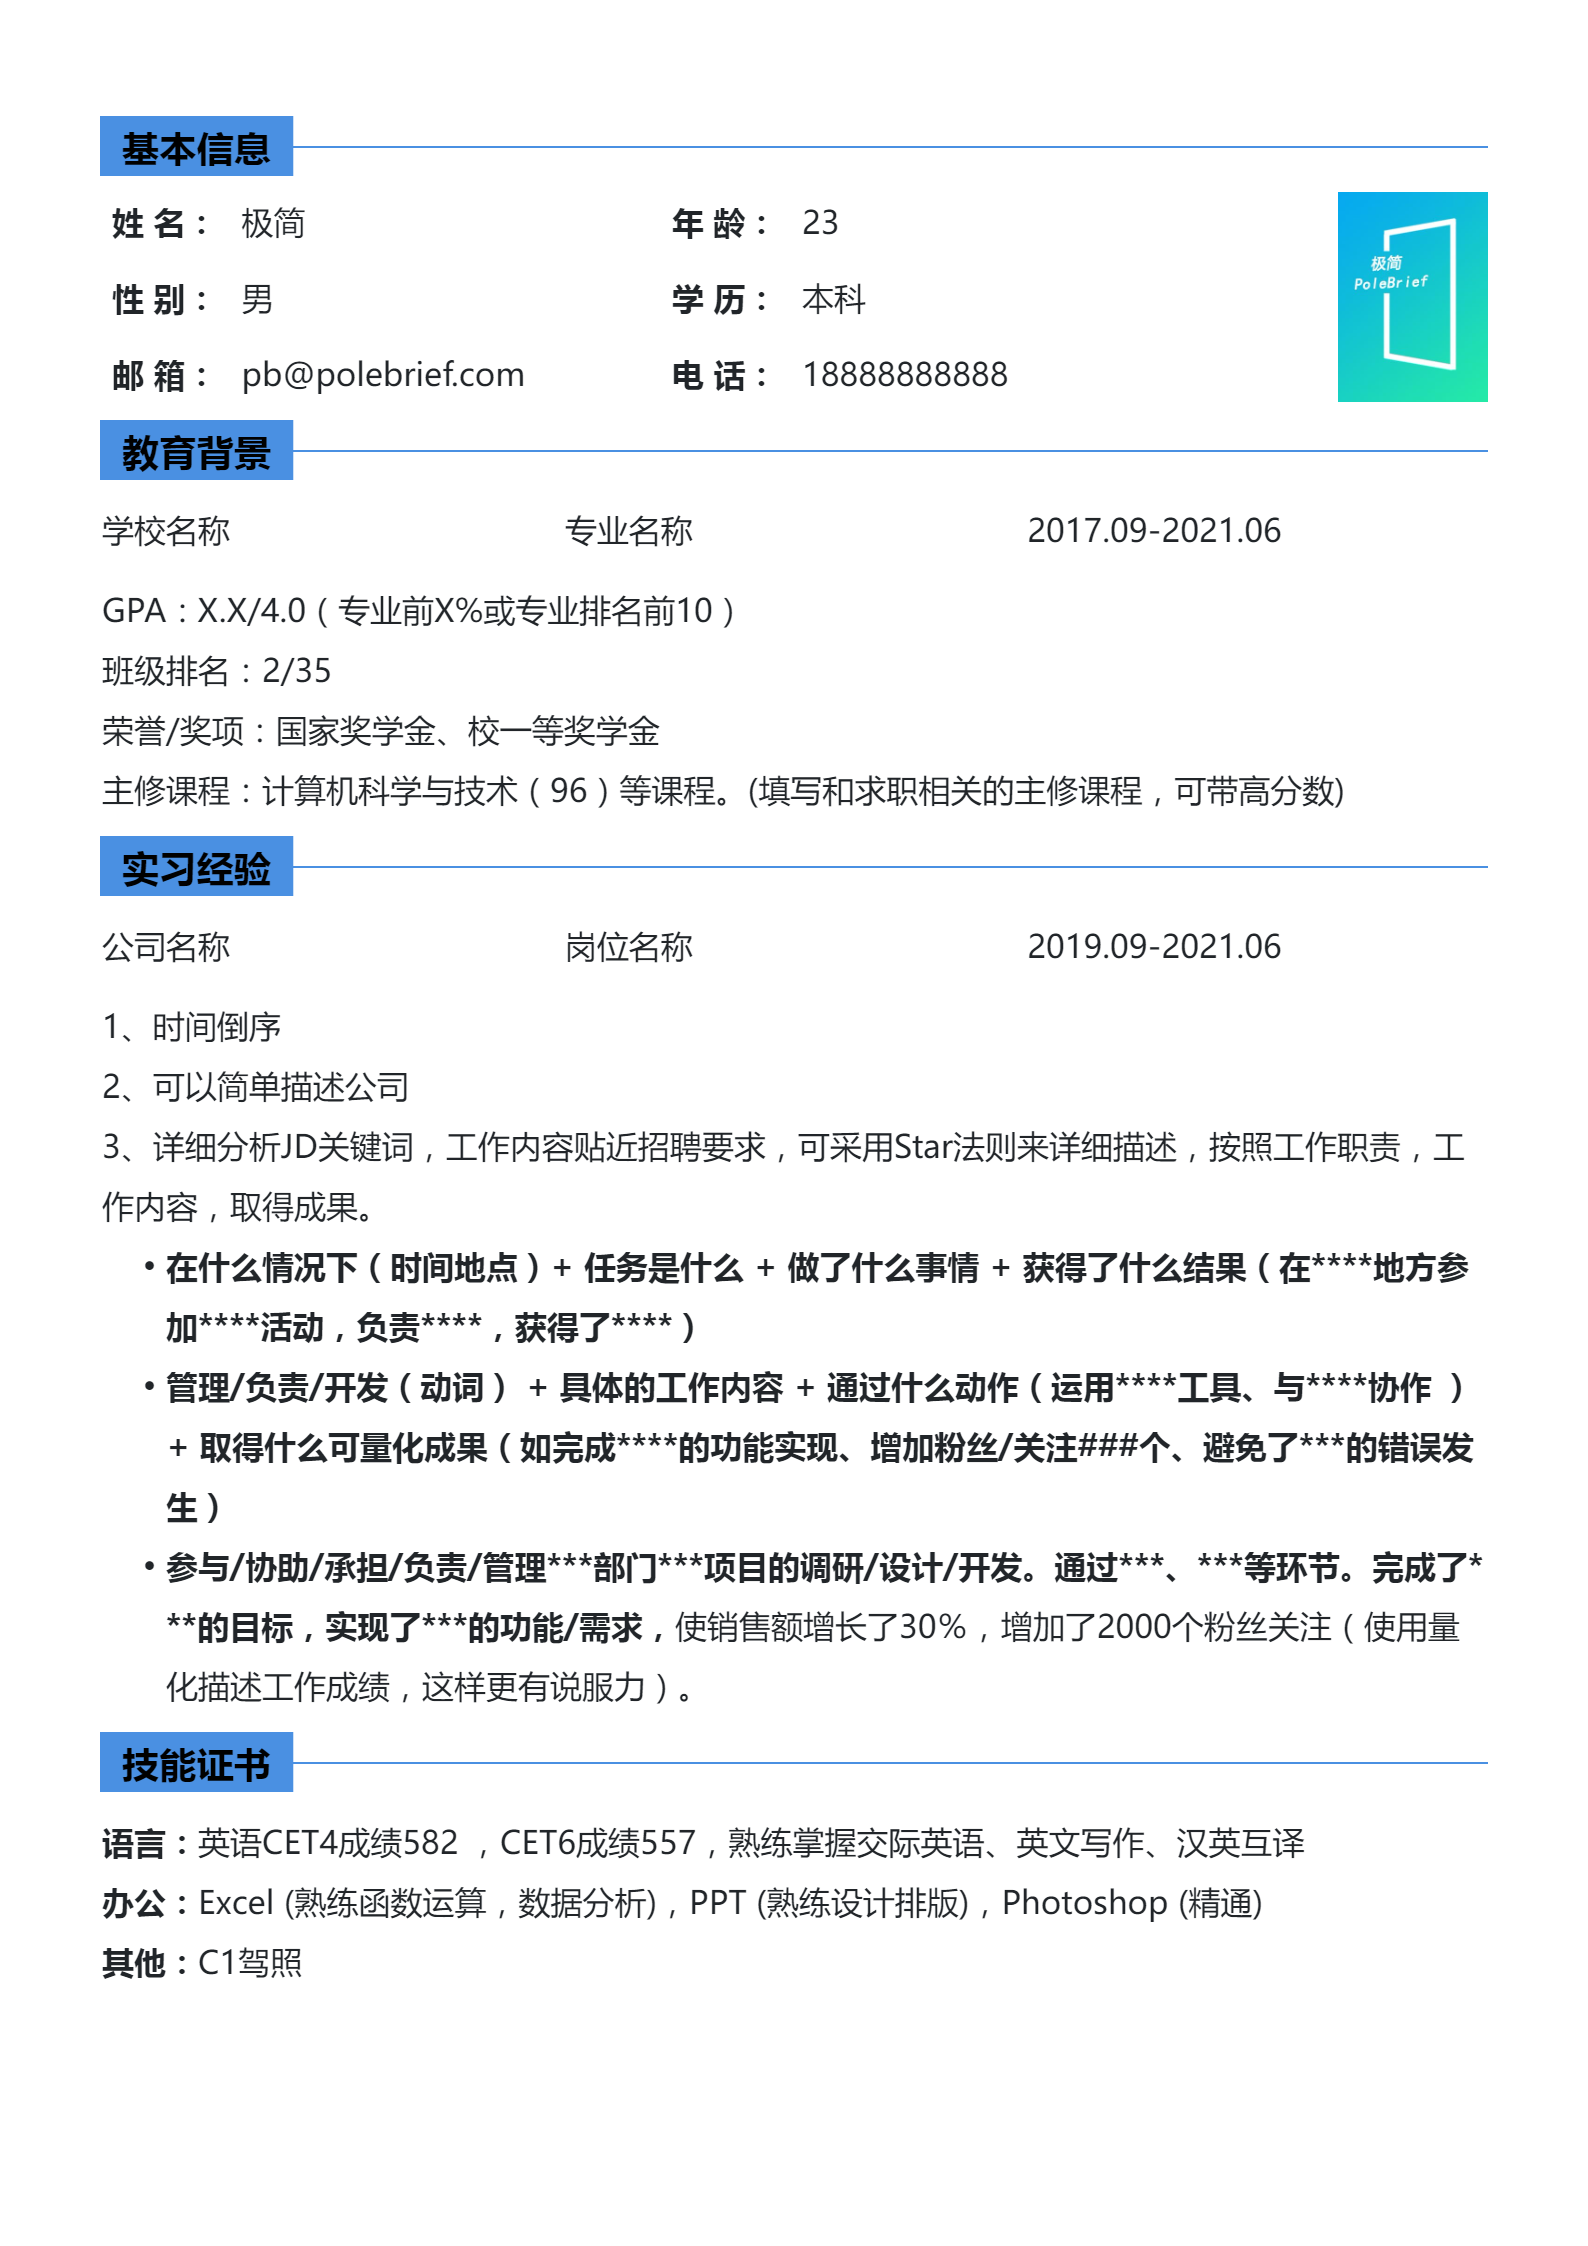 基本信息
姓 名： 极简 年 龄： 23
极简
PoleBrief
性 别： 男 学 历： 本科
邮 箱： pb@polebrief.com 电 话： 18888888888
教育背景
学校名称 专业名称 2017.09-2021.06
GPA：X.X/4.0（专业前X%或专业排名前10）
班级排名：2/35
荣誉/奖项：国家奖学金、校一等奖学金
主修课程：计算机科学与技术（96）等课程。(填写和求职相关的主修课程，可带高分数)
实习经验
公司名称 岗位名称 2019.09-2021.06
1、时间倒序
2、可以简单描述公司
3、详细分析JD关键词，工作内容贴近招聘要求，可采用Star法则来详细描述，按照工作职责，工
作内容，取得成果。
• 在什么情况下（时间地点）+ 任务是什么 + 做了什么事情 + 获得了什么结果（在****地方参
加****活动，负责****，获得了****）
• 管理/负责/开发（动词） + 具体的工作内容 + 通过什么动作（运用****工具、与****协作 ）
+ 取得什么可量化成果（如完成****的功能实现、增加粉丝/关注###个、避免了***的错误发
生）
• 参与/协助/承担/负责/管理***部门***项目的调研/设计/开发。通过***、***等环节。完成了*
**的目标，实现了***的功能/需求，使销售额增长了30%，增加了2000个粉丝关注（使用量
化描述工作成绩，这样更有说服力）。
技能证书
语言：英语CET4成绩582 ，CET6成绩557，熟练掌握交际英语、英文写作、汉英互译
办公：Excel (熟练函数运算，数据分析)，PPT (熟练设计排版)，Photoshop (精通)
其他：C1驾照